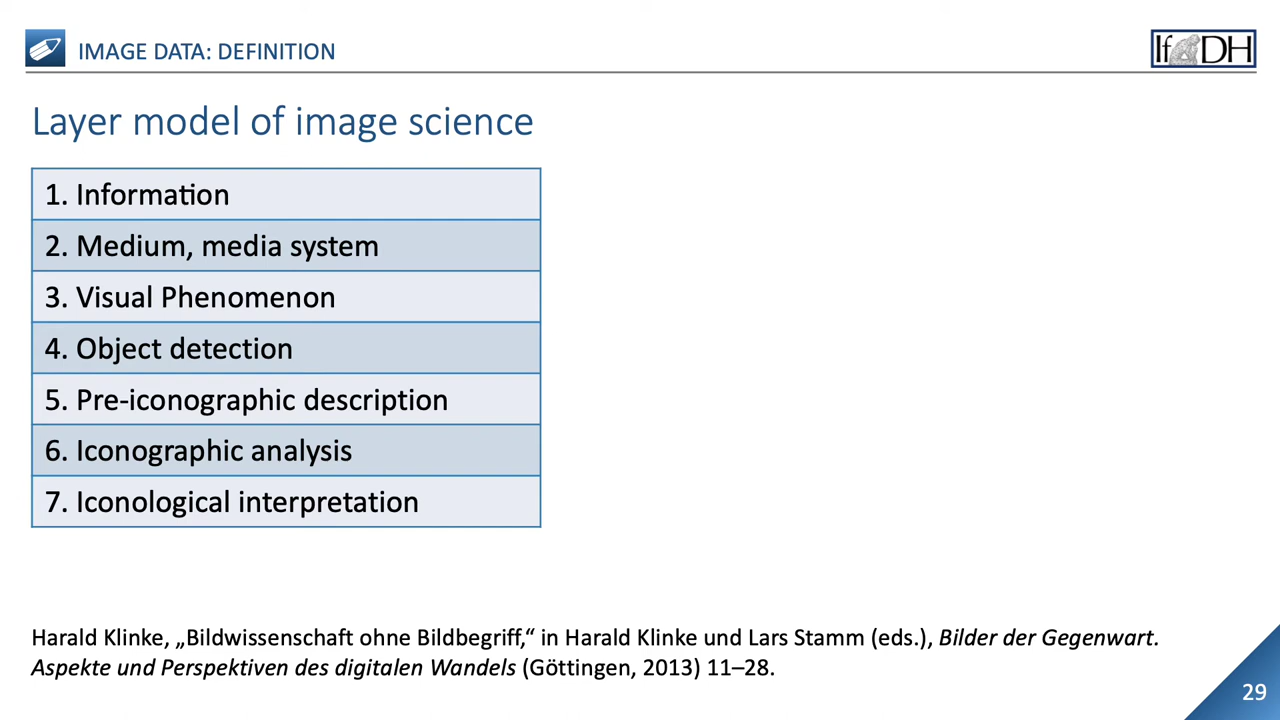 IMAGE DATA: DEFINITION
IfDH
Layer model of image science
1. Information
2. Medium, media system
3. Visual Phenomenon
4. Object detection
5. Pre-iconographic description
6. Iconographic analysis
7. Iconological interpretation
Harald Klinke, „Bildwissenschaft ohne Bildbegriff,“ in Harald Klinke und Lars Stamm (eds.), Bilder der Gegenwart.
Aspekte und Perspektiven des digitalen Wandels (Göttingen, 2013) 11–28.
29